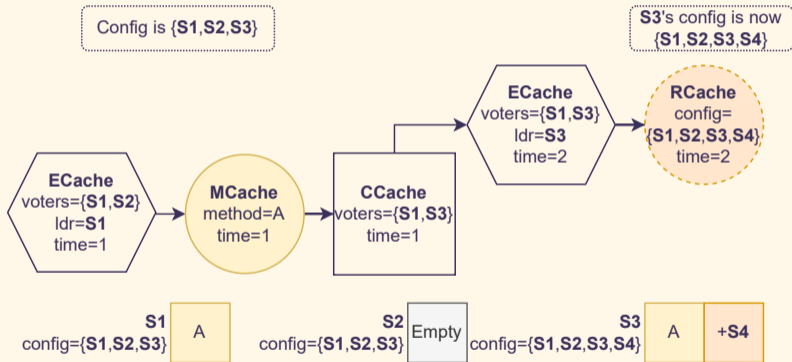 Config is {S1,S2,S3}
S3's config is now
{S1,S2,S3,S4}
ECache
voters={S1,S2}
ldr=S1
time=1
MCache
method=A
time=1
CCache
voters={S1,S3}
time=1
ECache
voters={S1,S3}
ldr=S3
time=2
RCache
config=
{S1,S2,S3,S4}
time=2
S1
config={S1,S2,S3}
A
S2
config={S1,S2,S3}
Empty
S3
config={S1,S2,S3,S4}
A
+S4